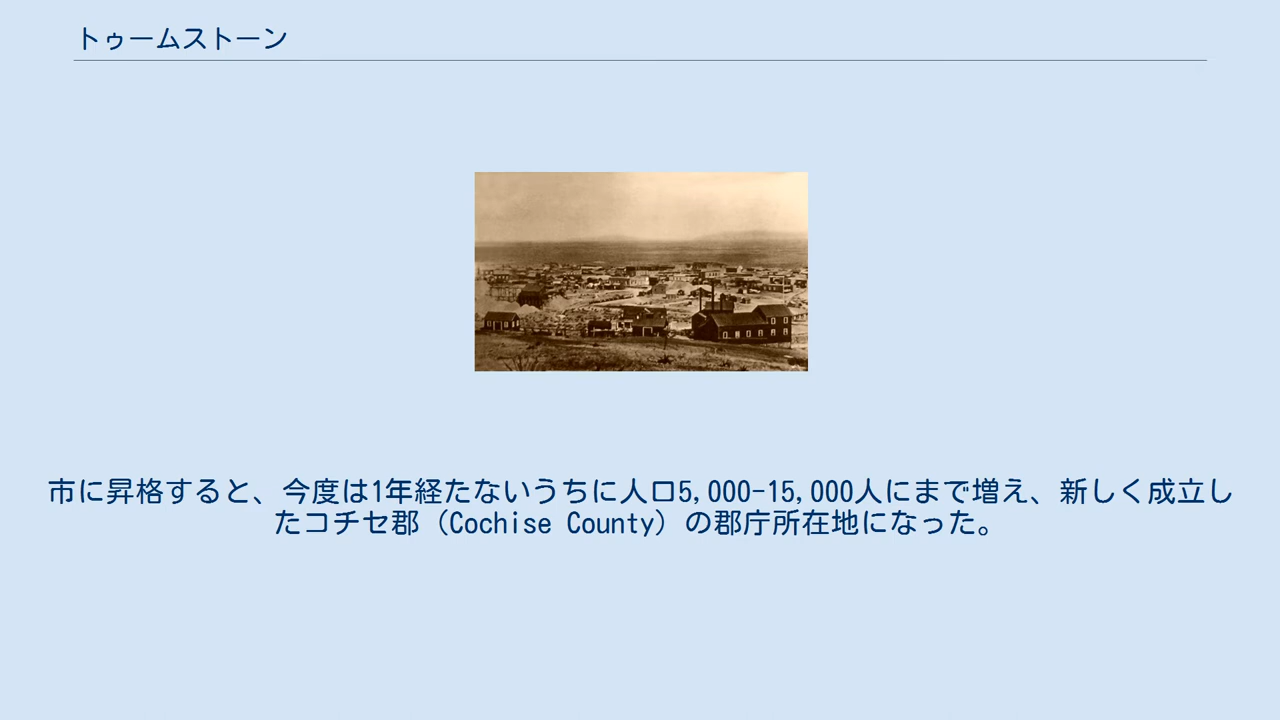 トゥームストーン
市に昇格すると、今度は1年経たないうちに人口5,000-15,000人にまで増え、新しく成立し
たコチセ郡（Cochise County）の郡庁所在地になった。